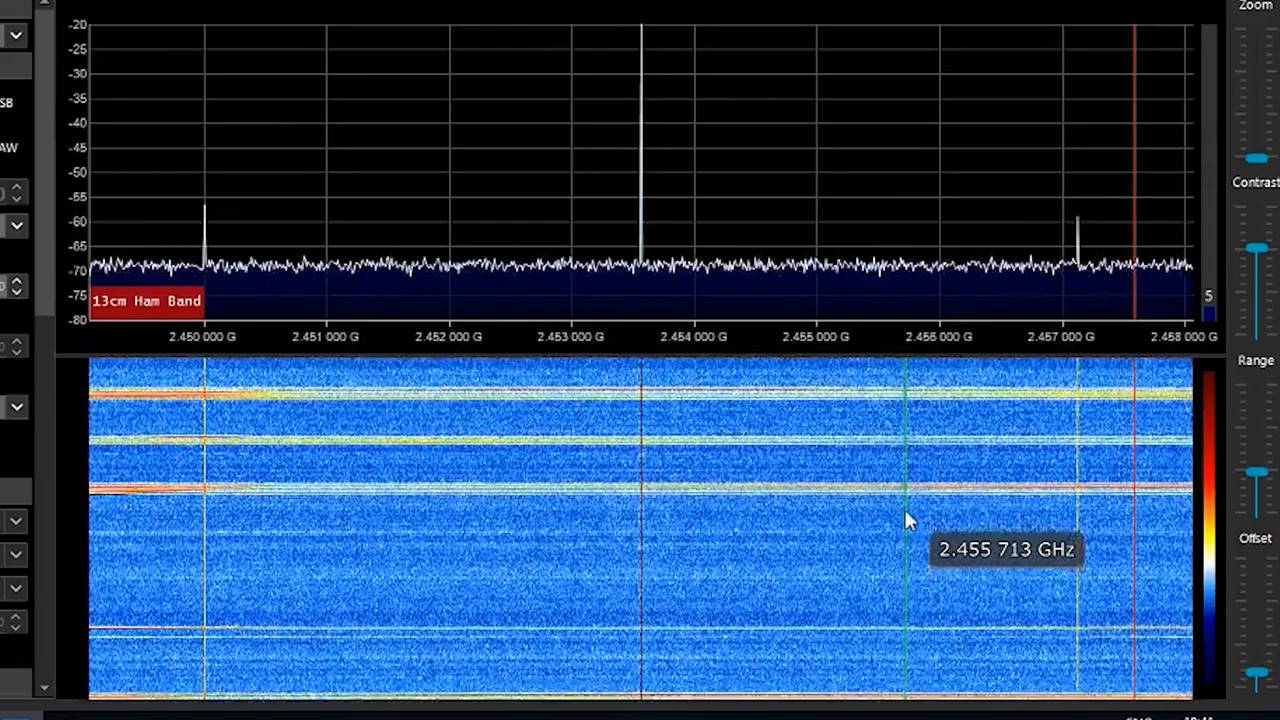 Zoom
-20
-25
-30
-35
-40
-45
-50
-55
-60
-65
-70
-75
-80
SB
AW
Contrast
13cm Ham Band
5
2.450 000 G
2.451 000 G
2.452 000 G
2.453 000 G
2.454 000 G
2.455 000 G
2.456 000 G
2.457 000 G
2.458 000 G
Range
Offset
2.455 713 GHz